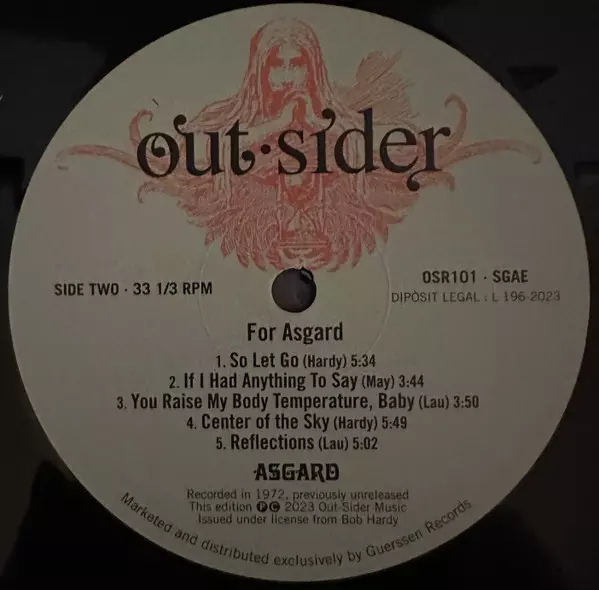 out·sider
SIDE TWO · 33 1/3 RPM
OSR101 · SGAE
DIPÒSIT LEGAL : L 196-2023
For Asgard
1. So Let Go (Hardy) 5:34
2. If I Had Anything To Say (May) 3:44
3. You Raise My Body Temperature, Baby (Lau) 3:50
4. Center of the Sky (Hardy) 5:49
5. Reflections (Lau) 5:02
ASGARD
Recorded in 1972, previously unreleased
This edition ℗© 2023 Out-Sider Music
Issued under license from Bob Hardy
Marketed and distributed exclusively by Guerssen Records